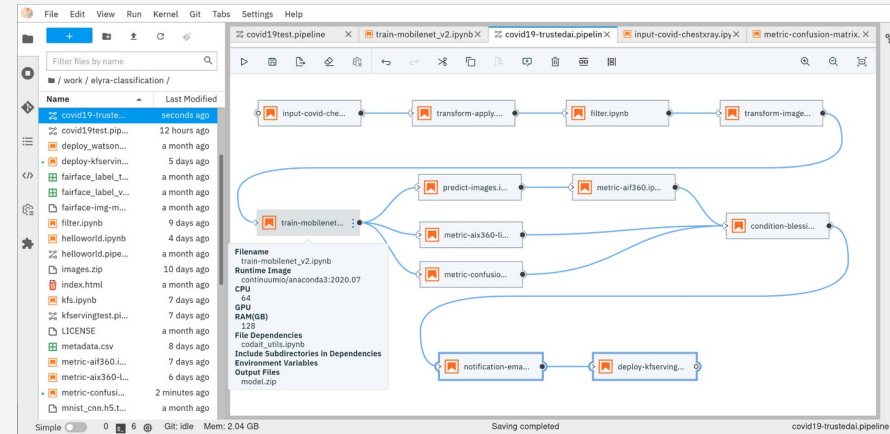 File Edit View Run Kernel Git Tabs Settings Help
covid19test.pipeline
train-mobilenet_v2.ipynb
covid19-trustedai.pipelin
input-covid-chestxray.ipy
metric-confusion-matrix.
Filter files by name
/ work / elyra-classification /
Name Last Modified
covid19-truste... seconds ago
covid19test.pip... 12 hours ago
deploy_watson... a month ago
deploy-kfservin... 5 days ago
fairface_label_t... a month ago
fairface_label_v... a month ago
fairface-img-m... a month ago
filter.ipynb 9 days ago
helloworld.ipynb 4 days ago
helloworld.pipe... a month ago
images.zip 10 days ago
index.html a month ago
kfs.ipynb 7 days ago
kfservingtest.pi... 7 days ago
LICENSE a month ago
metadata.csv 8 days ago
metric-aif360.i... 7 days ago
metric-aix360-l... 6 days ago
metric-confusi... 2 minutes ago
mnist_cnn.h5.t... a month ago
input-covid-che...
transform-apply....
filter.ipynb
transform-image...
predict-images.i...
metric-aif360.ip...
train-mobilenet...
metric-aix360-li...
condition-blessi...
metric-confusio...
Filename
train-mobilenet_v2.ipynb
Runtime Image
continuumio/anaconda3:2020.07
CPU
64
GPU
RAM(GB)
128
File Dependencies
codait_utils.ipynb
Include Subdirectories in Dependencies
Environment Variables
Output Files
model.zip
notification-ema...
deploy-kfserving...
Simple 0 6 Git: idle Mem: 2.04 GB Saving completed covid19-trustedai.pipeline